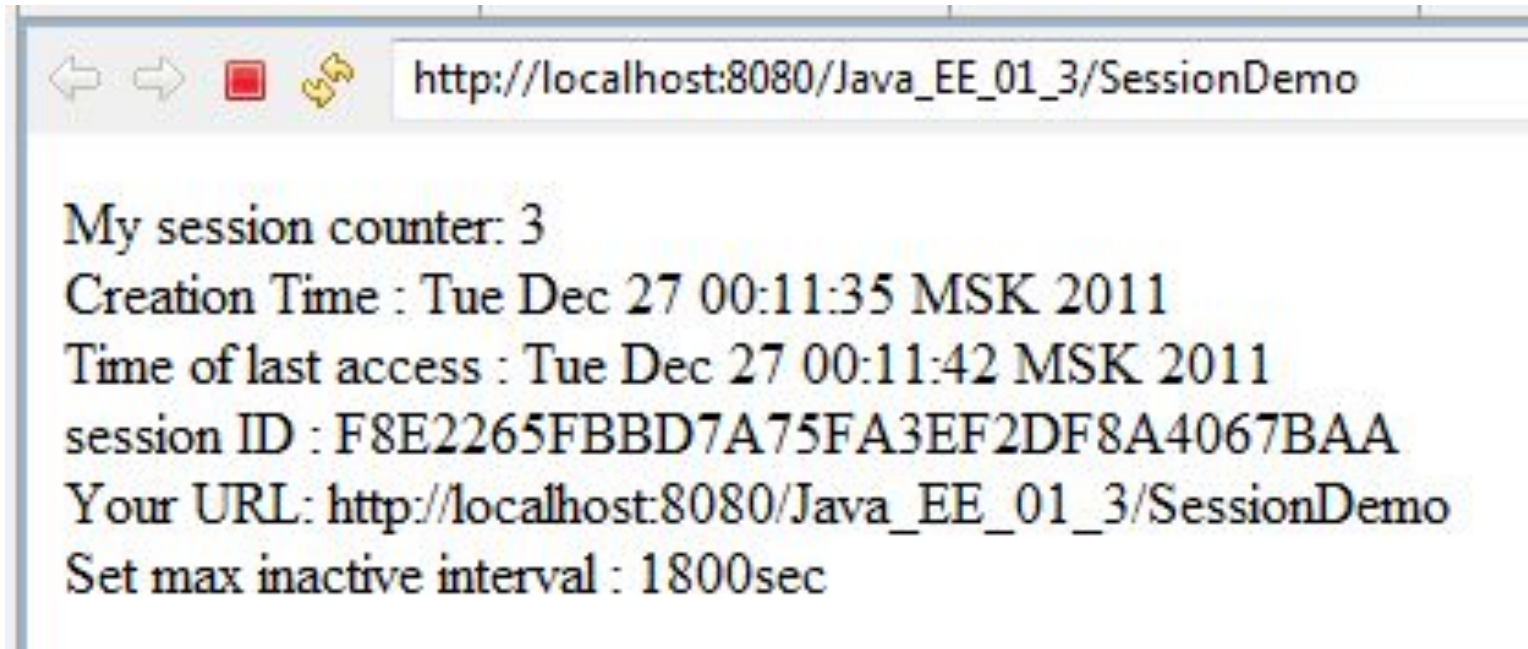 http://localhost:8080/Java_EE_01_3/SessionDemo
My session counter: 3
Creation Time : Tue Dec 27 00:11:35 MSK 2011
Time of last access : Tue Dec 27 00:11:42 MSK 2011
session ID : F8E2265FBBD7A75FA3EF2DF8A4067BAA
Your URL: http://localhost:8080/Java_EE_01_3/SessionDemo
Set max inactive interval : 1800sec